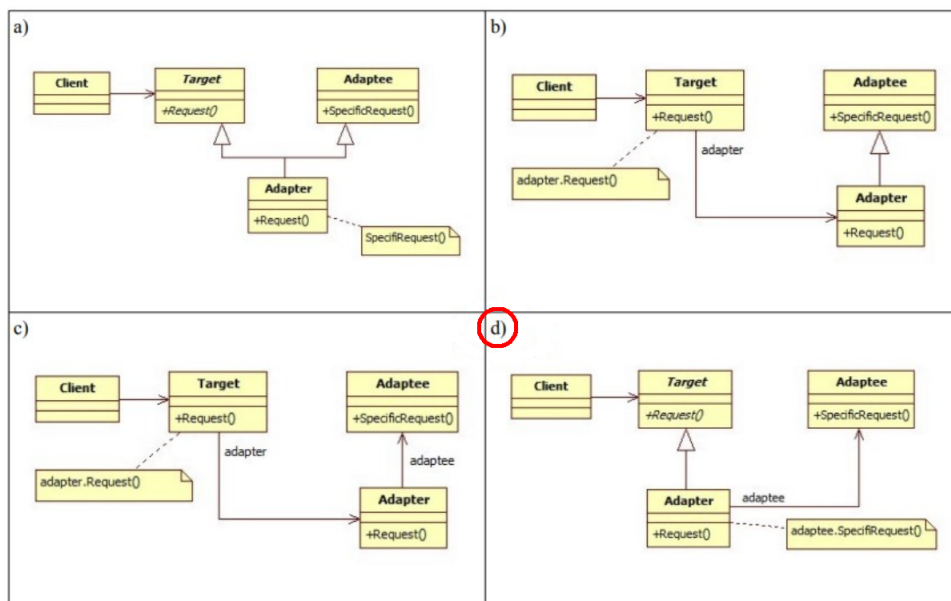 a)
Client
Target
+Request()
Adaptee
+SpecificRequest()
Adapter
+Request()
SpecifiRequest()
b)
Client
Target
+Request()
Adaptee
+SpecificRequest()
adapter
adapter.Request()
Adapter
+Request()
c)
Client
Target
+Request()
Adaptee
+SpecificRequest()
adapter
adaptee
adapter.Request()
Adapter
+Request()
d)
Client
Target
+Request()
Adaptee
+SpecificRequest()
Adapter
+Request()
adaptee
adaptee.SpecifiRequest()